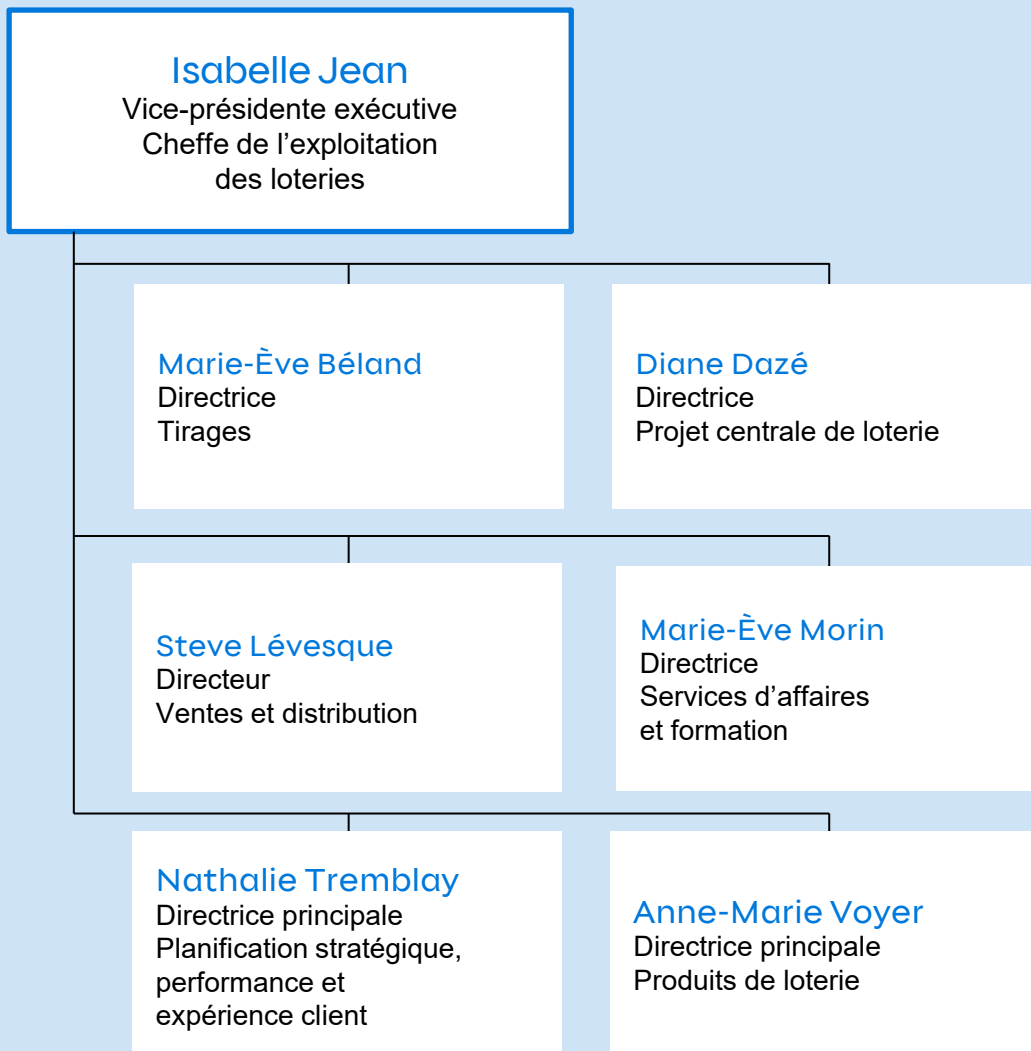 Isabelle Jean
Vice-présidente exécutive
Cheffe de l’exploitation
des loteries
Marie-Ève Béland
Directrice
Tirages
Diane Dazé
Directrice
Projet centrale de loterie
Steve Lévesque
Directeur
Ventes et distribution
Marie-Ève Morin
Directrice
Services d’affaires
et formation
Nathalie Tremblay
Directrice principale
Planification stratégique,
performance et
expérience client
Anne-Marie Voyer
Directrice principale
Produits de loterie